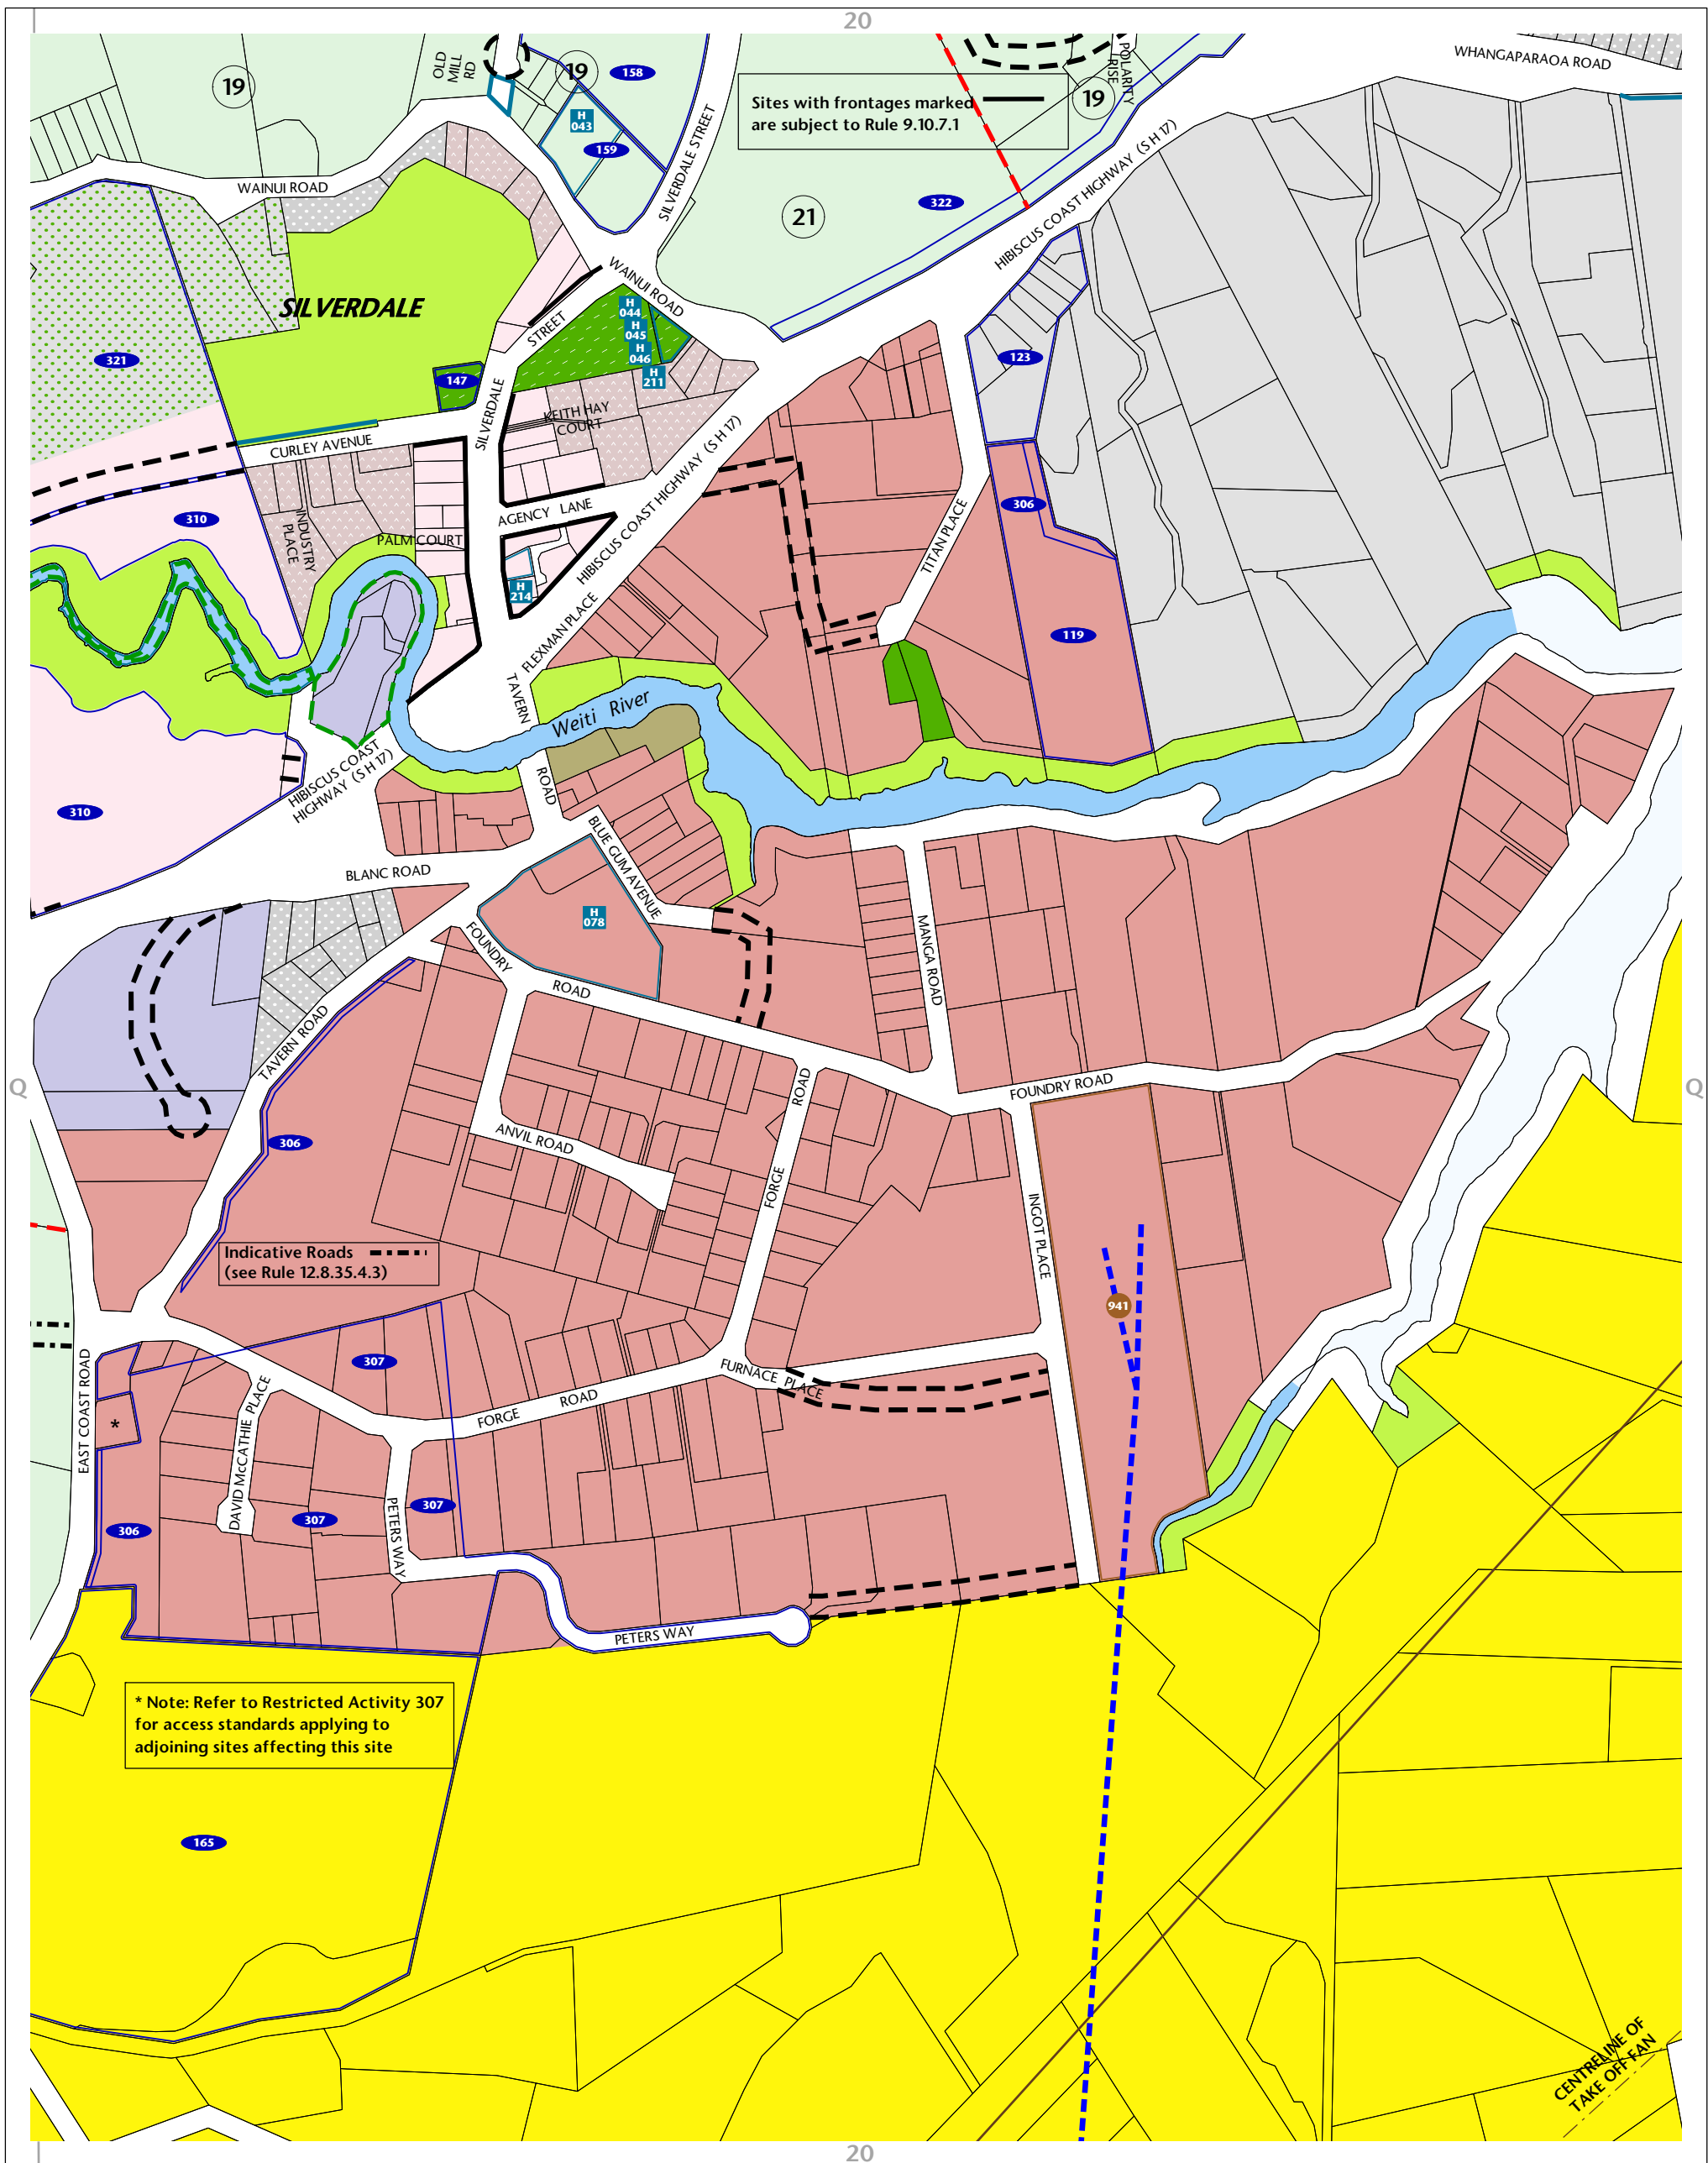 20
WHANGAPARAOA ROAD
OLD
MILL
RD
19
19
158
POLARITY
RISE
19
Sites with frontages marked
are subject to Rule 9.10.7.1
H
043
159
SILVERDALE STREET
WAINUI ROAD
21
322
HIBISCUS COAST HIGHWAY (S H 17)
WAINUI ROAD
SILVERDALE
STREET
H
044
H
045
H
046
H
211
321
147
123
SILVERDALE
KEITH HAY
COURT
CURLEY AVENUE
HIBISCUS COAST HIGHWAY (S H 17)
310
INDUSTRY
PLACE
PALM COURT
AGENCY LANE
306
TITAN PLACE
H
214
FLEXMAN PLACE
119
TAVERN
ROAD
Weiti River
HIBISCUS COAST
HIGHWAY (S H 17)
310
BLUE GUM AVENUE
BLANC ROAD
H
078
FOUNDRY
ROAD
MANGA ROAD
TAVERN ROAD
Q
Q
FOUNDRY ROAD
ROAD
FORGE
306
ANVIL ROAD
INGOT PLACE
Indicative Roads
(see Rule 12.8.35.4.3)
941
307
EAST COAST ROAD
FURNACE PLACE
DAVID McCATHIE PLACE
FORGE ROAD
*
307
307
306
PETERS WAY
PETERS WAY
* Note: Refer to Restricted Activity 307
for access standards applying to
adjoining sites affecting this site
165
CENTRELINE OF
TAKE OFF FAN
20